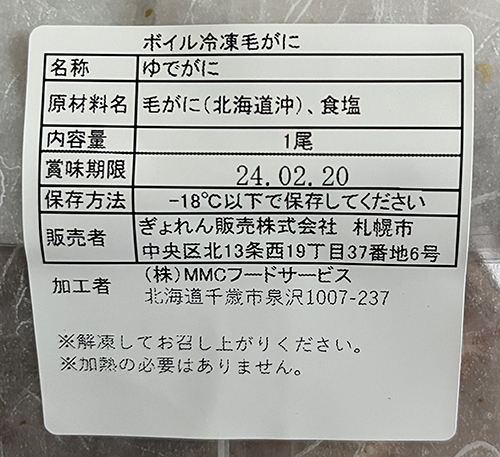 ボイル冷凍毛がに
名称 ゆでがに
原材料名 毛がに(北海道沖)、食塩
内容量 1尾
賞味期限 24.02.20
保存方法 -18℃以下で保存してください
販売者 ぎょれん販売株式会社 札幌市
中央区北13条西19丁目37番地6号
加工者 (株)MMCフードサービス
北海道千歳市泉沢1007-237
※解凍してお召し上がりください。
※加熱の必要はありません。